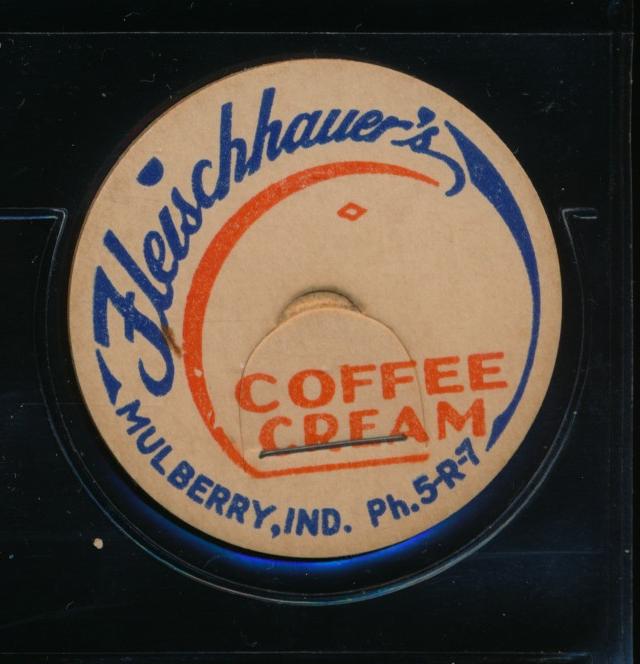 Fleischhauer's
COFFEE
CREAM
MULBERRY, IND. Ph. 5-R-7